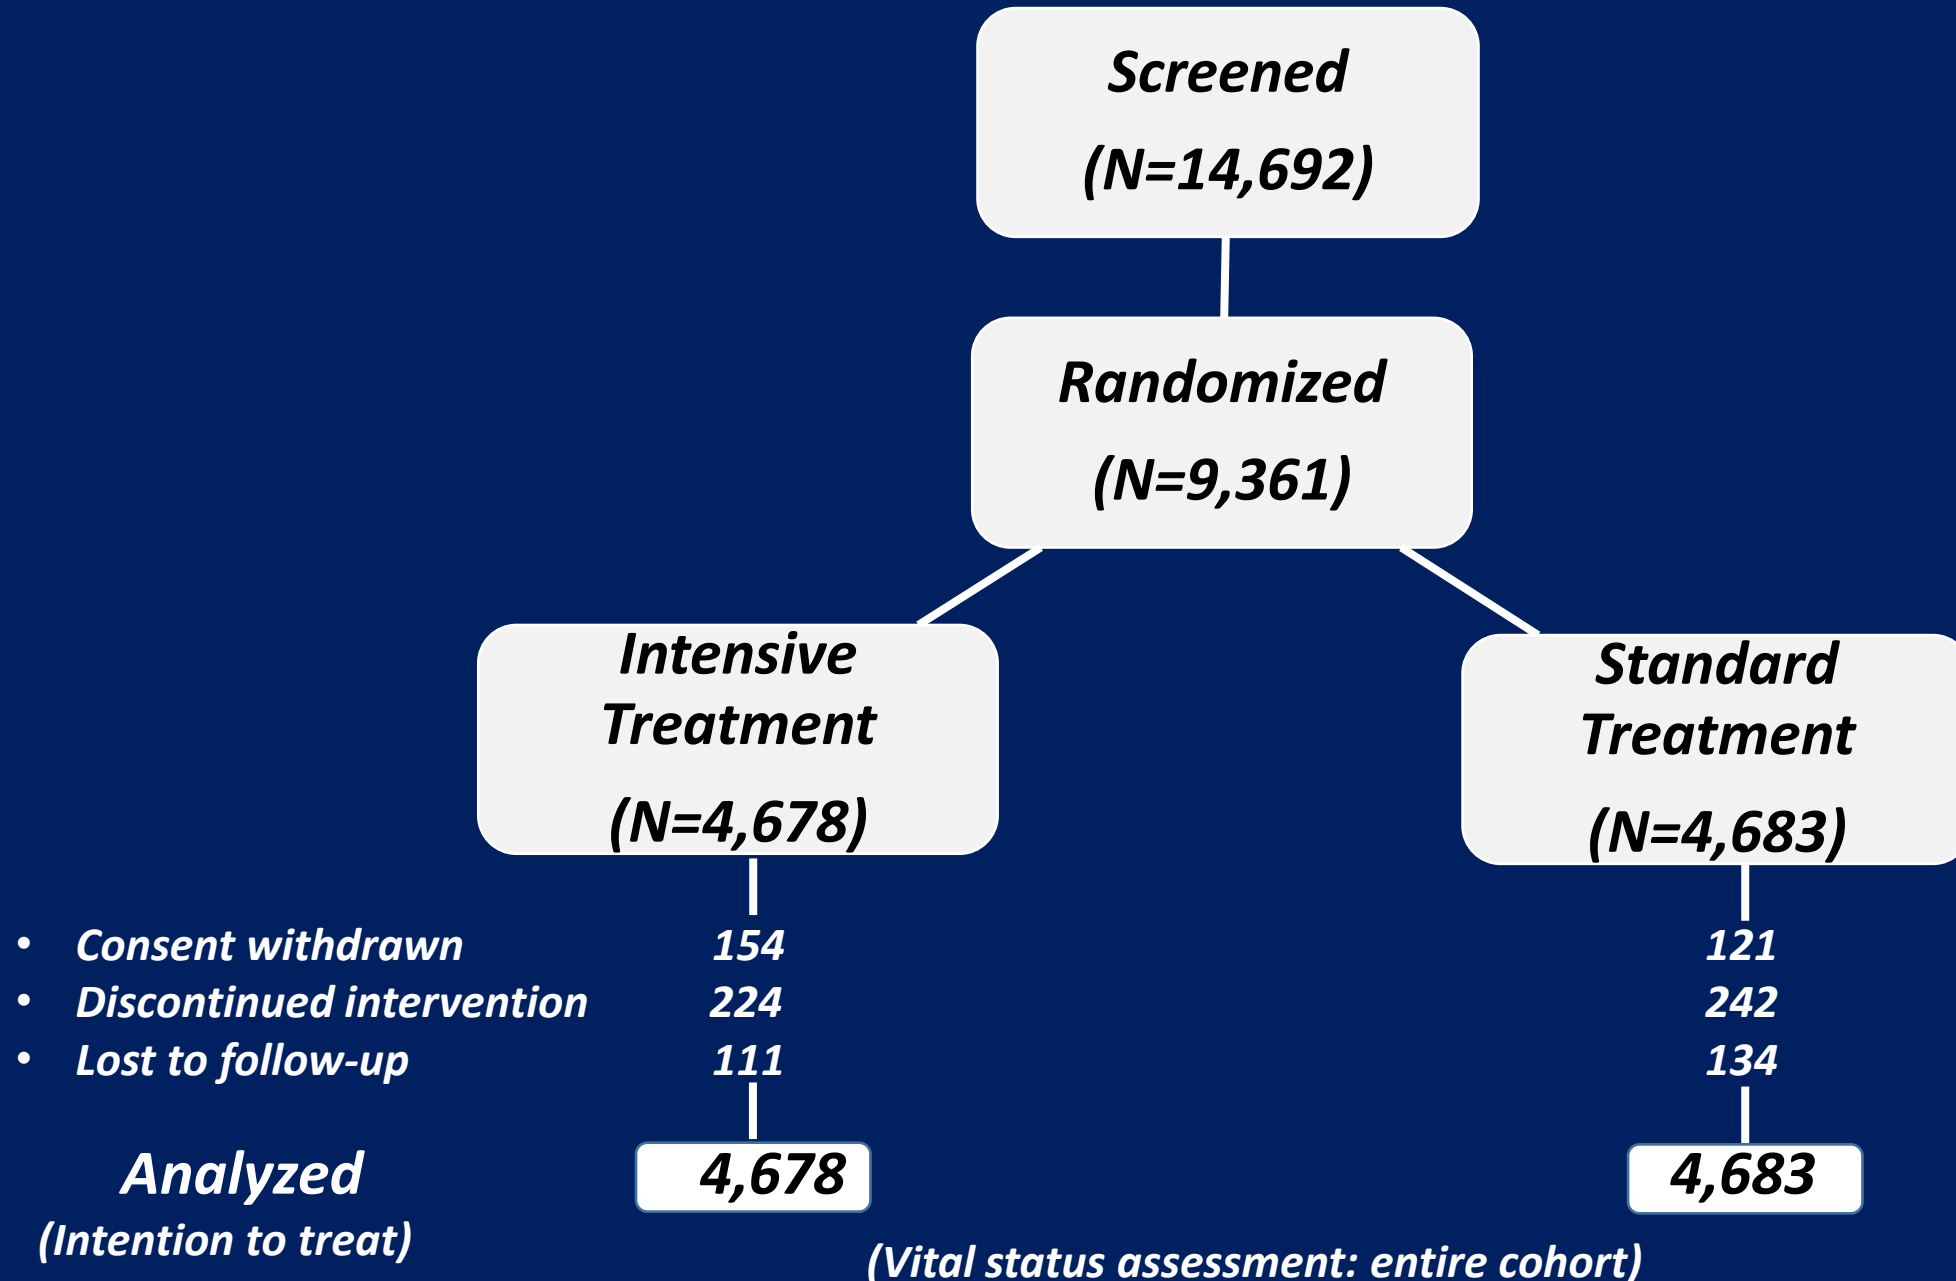 Screened
(N=14,692)
Randomized
(N=9,361)
Intensive
Treatment
(N=4,678)
Standard
Treatment
(N=4,683)
• Consent withdrawn 154 121
• Discontinued intervention 224 242
• Lost to follow-up 111 134
Analyzed 4,678 4,683
(Intention to treat)
(Vital status assessment: entire cohort)